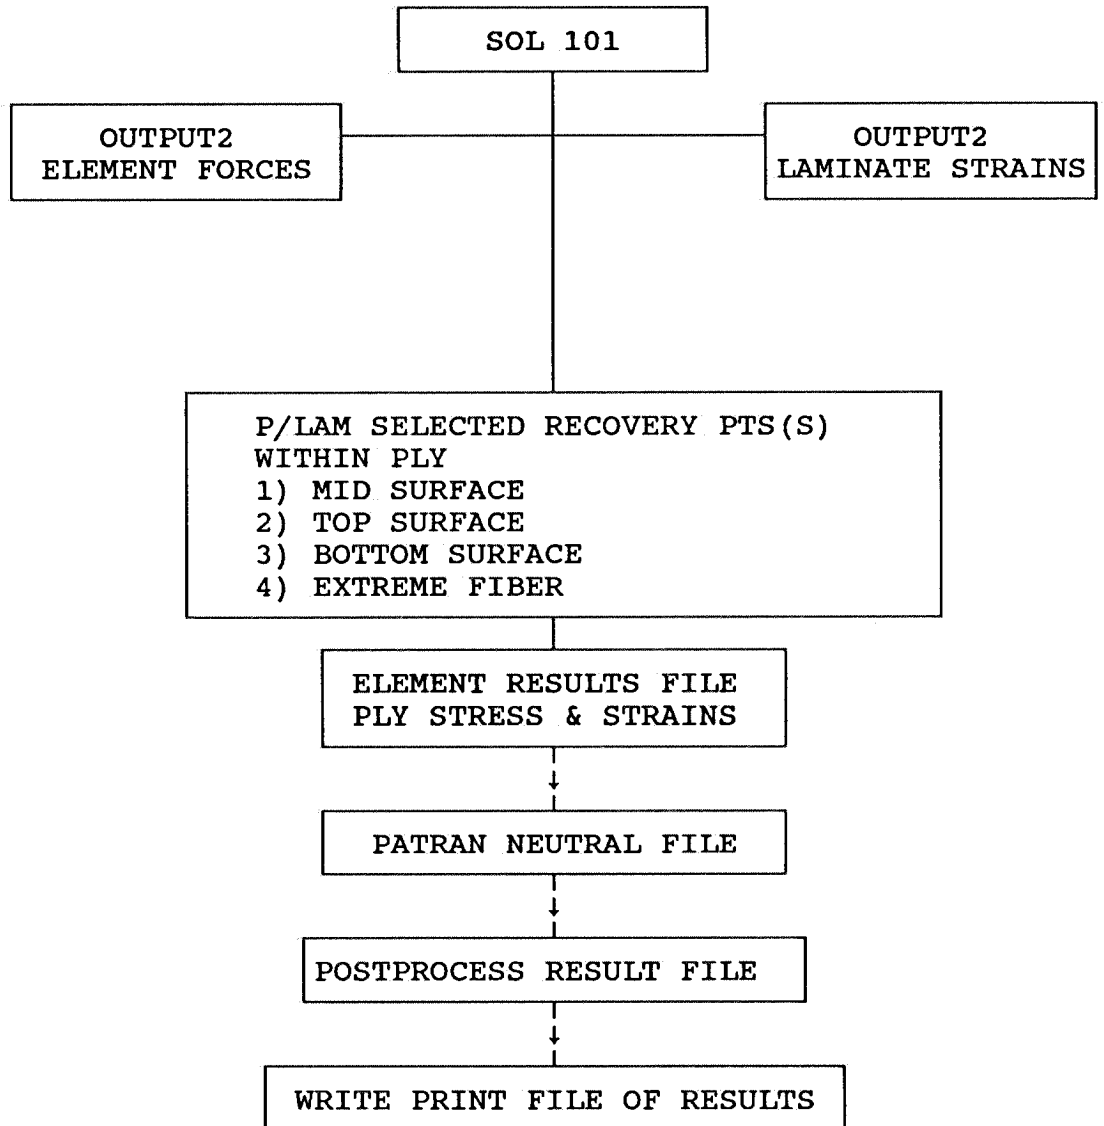 SOL 101
OUTPUT2
ELEMENT FORCES
OUTPUT2
LAMINATE STRAINS
P/LAM SELECTED RECOVERY PTS(S)
WITHIN PLY
1) MID SURFACE
2) TOP SURFACE
3) BOTTOM SURFACE
4) EXTREME FIBER
ELEMENT RESULTS FILE
PLY STRESS & STRAINS
PATRAN NEUTRAL FILE
POSTPROCESS RESULT FILE
WRITE PRINT FILE OF RESULTS